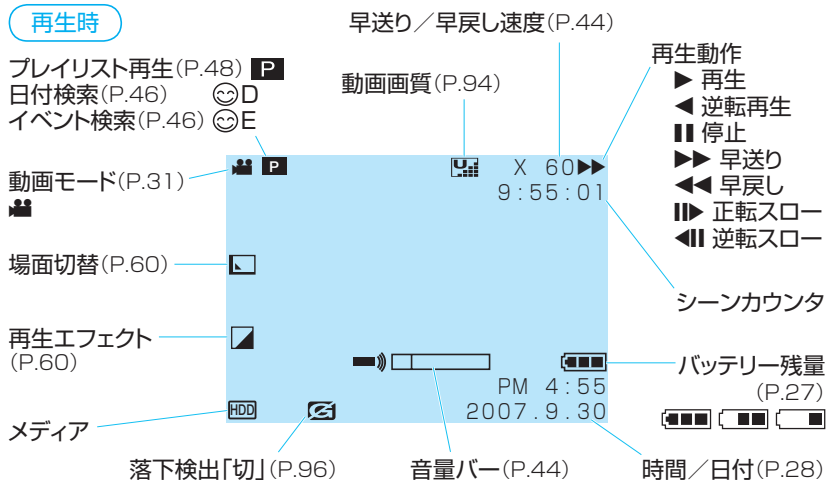 再生時
早送り／早戻し速度(P.44)
プレイリスト再生(P.48) P
日付検索(P.46) D
イベント検索(P.46) E
動画画質(P.94)
再生動作
▶ 再生
◀ 逆転再生
❚❚ 停止
▶▶ 早送り
◀◀ 早戻し
❚❚▶ 正転スロー
◀❚❚ 逆転スロー
動画モード(P.31)
P
X 60▶▶
9:55:01
場面切替(P.60)
シーンカウンタ
再生エフェクト
(P.60)
バッテリー残量
(P.27)
PM 4:55
2007.9.30
HDD
メディア
落下検出｢切｣(P.96)
音量バー(P.44)
時間／日付(P.28)